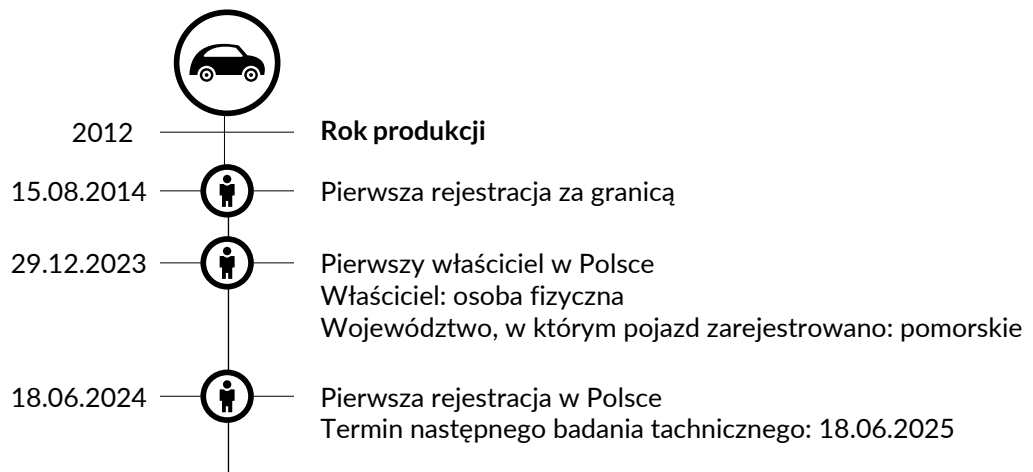 2012 Rok produkcji
15.08.2014 Pierwsza rejestracja za granicą
29.12.2023 Pierwszy właściciel w Polsce
Właściciel: osoba fizyczna
Województwo, w którym pojazd zarejestrowano: pomorskie
18.06.2024 Pierwsza rejestracja w Polsce
Termin następnego badania tachnicznego: 18.06.2025